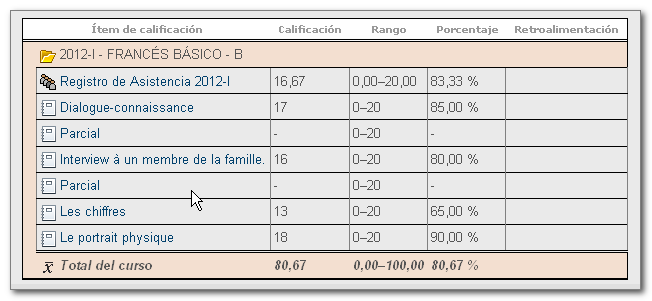 Ítem de calificación Calificación Rango Porcentaje Retroalimentación
2012-I - FRANCÉS BÁSICO - B
Registro de Asistencia 2012-I 16,67 0,00–20,00 83,33 %
Dialogue-connaissance 17 0–20 85,00 %
Parcial - 0–20 -
Interview à un membre de la famille. 16 0–20 80,00 %
Parcial - 0–20 -
Les chiffres 13 0–20 65,00 %
Le portrait physique 18 0–20 90,00 %
x̄ Total del curso 80,67 0,00–100,00 80,67 %